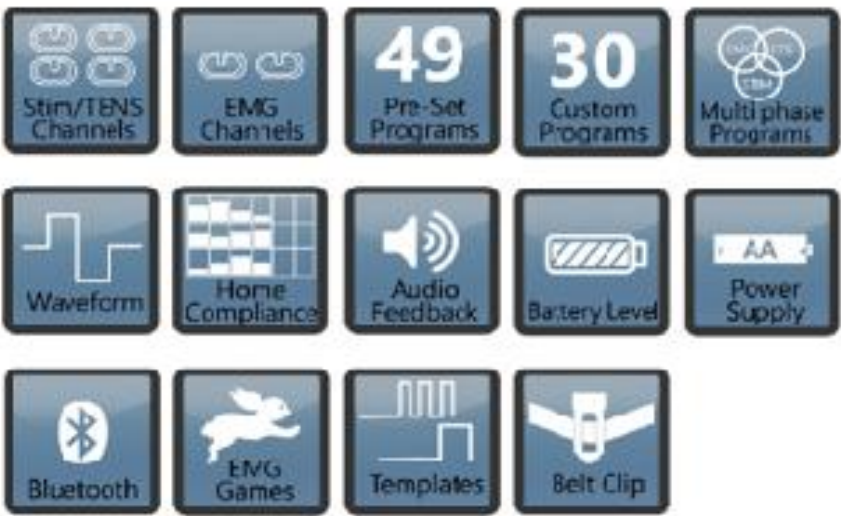 Stim/TENS
Channels
EMG
Channels
49
Pre-Set
Programs
30
Custom
Programs
Multi phase
Programs
Waveform
Home
Compliance
Audio
Feedback
Battery Level
AA
Power
Supply
Bluetooth
EMG
Games
Templates
Belt Clip